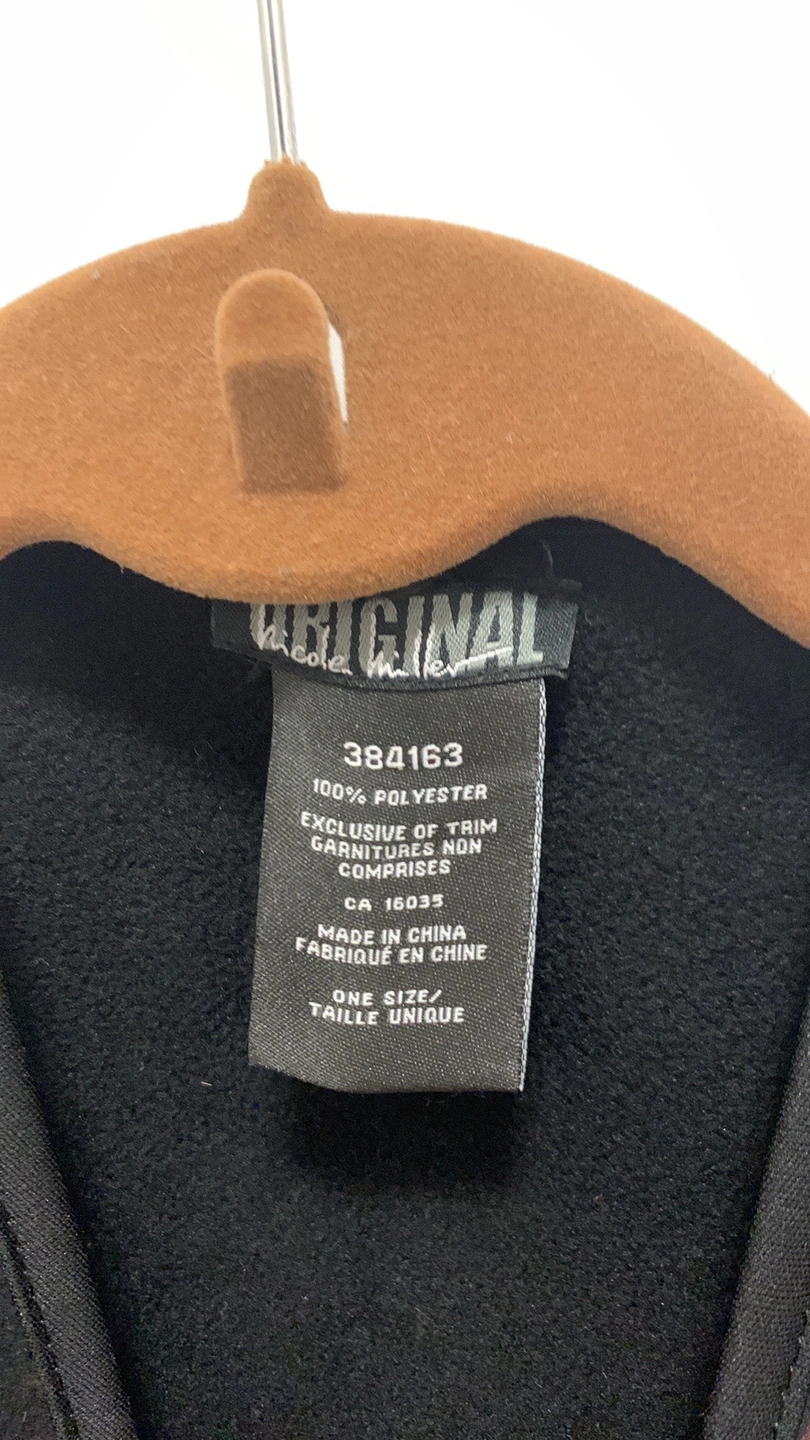 ORIGINAL
Nicole Miller
384163
100% POLYESTER
EXCLUSIVE OF TRIM
GARNITURES NON
COMPRISES
CA 16035
MADE IN CHINA
FABRIQUÉ EN CHINE
ONE SIZE/
TAILLE UNIQUE